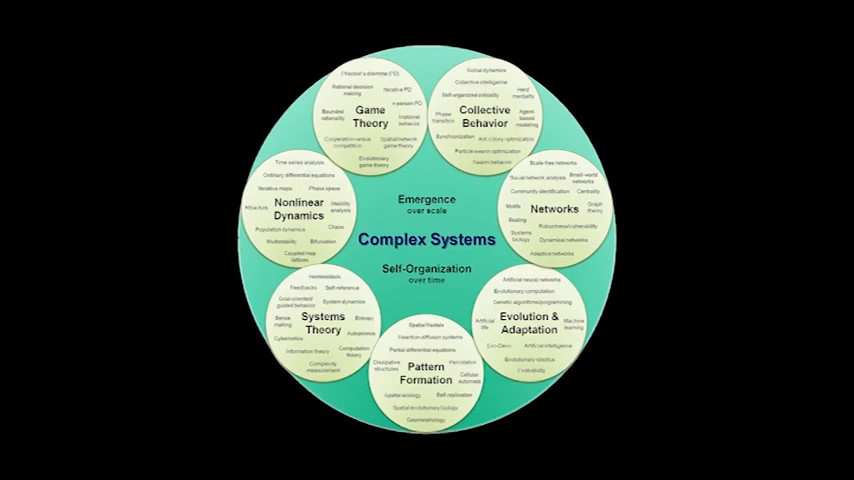 Prisoner's dilemma (PD)
Rational decision
making
Iterative PD
n-person PD
Bounded
rationality
Game
Theory
Irrational
behavior
Cooperation versus
competition
Spatial/network
game theory
Evolutionary
game theory
Social dynamics
Collective intelligence
Self-organized criticality
Herd
mentality
Phase
transition
Collective
Behavior
Agent-
based
modeling
Synchronization
Ant colony optimization
Particle swarm optimization
Swarm behavior
Time series analysis
Ordinary differential equations
Iterative maps
Phase space
Attractors
Nonlinear
Dynamics
Stability
analysis
Population dynamics
Chaos
Multistability
Bifurcation
Coupled map
lattices
Emergence
over scale
Complex Systems
Self-Organization
over time
Scale-free networks
Social network analysis
Small-world
networks
Community identification
Centrality
Motifs
Networks
Graph
theory
Scaling
Robustness/vulnerability
Systems
biology
Dynamical networks
Adaptive networks
Homeostasis
Feedbacks
Self-reference
Goal-oriented/
guided behavior
System dynamics
Sense
making
Systems
Theory
Entropy
Autopoiesis
Cybernetics
Information theory
Computation
theory
Complexity
measurement
Artificial neural networks
Evolutionary computation
Genetic algorithms/programming
Artificial
life
Evolution &
Adaptation
Machine
learning
Evo-Devo
Artificial intelligence
Evolutionary robotics
Evolvability
Spatial fractals
Reaction-diffusion systems
Partial differential equations
Dissipative
structures
Pattern
Formation
Percolation
Cellular
automata
Spatial ecology
Self-replication
Spatial evolutionary biology
Geomorphology